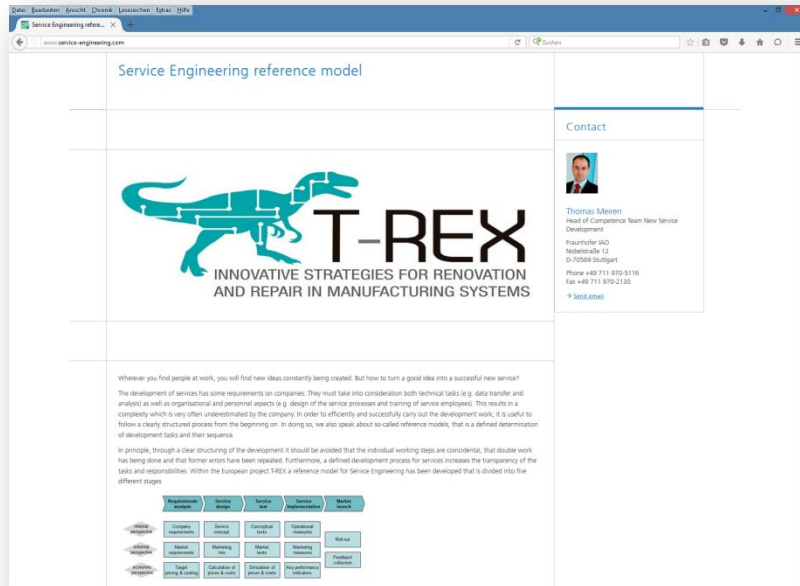 Datei Bearbeiten Ansicht Chronik Lesezeichen Extras Hilfe
Service Engineering refere...
www.service-engineering.com
Suchen
Service Engineering reference model
T-REX
INNOVATIVE STRATEGIES FOR RENOVATION
AND REPAIR IN MANUFACTURING SYSTEMS
Contact
Thomas Meiren
Head of Competence Team New Service
Development
Fraunhofer IAO
Nobelstraße 12
D-70569 Stuttgart
Phone +49 711 970-5116
Fax +49 711 970-2130
Send email
Wherever you find people at work, you will find new ideas constantly being created. But how to turn a good idea into a successful new service?
The development of services has some requirements on companies. They must take into consideration both technical tasks (e.g. data transfer and
analysis) as well as organisational and personnel aspects (e.g. design of the service processes and training of service employees). This results in a
complexity which is very often underestimated by the company. In order to efficiently and successfully carry out the development work, it is useful to
follow a clearly structured process from the beginning on. In doing so, we also speak about so-called reference models, that is a defined determination
of development tasks and their sequence.
In principle, through a clear structuring of the development it should be avoided that the individual working steps are coincidental, that double work
has being done and that former errors have been repeated. Furthermore, a defined development process for services increases the transparency of the
tasks and responsibilities. Within the European project T-REX a reference model for Service Engineering has been developed that is divided into five
different stages.
Requirements
analysis
Service
design
Service
test
Service
implementation
Market
launch
internal
perspective
Company
requirements
Service
concept
Conceptual
tests
Operational
measures
Roll-out
external
perspective
Market
requirements
Marketing
mix
Market
tests
Marketing
measures
Feedback
collection
economic
perspective
Target
pricing & costing
Calculation of
prices & costs
Simulation of
prices & costs
Key performance
indicators